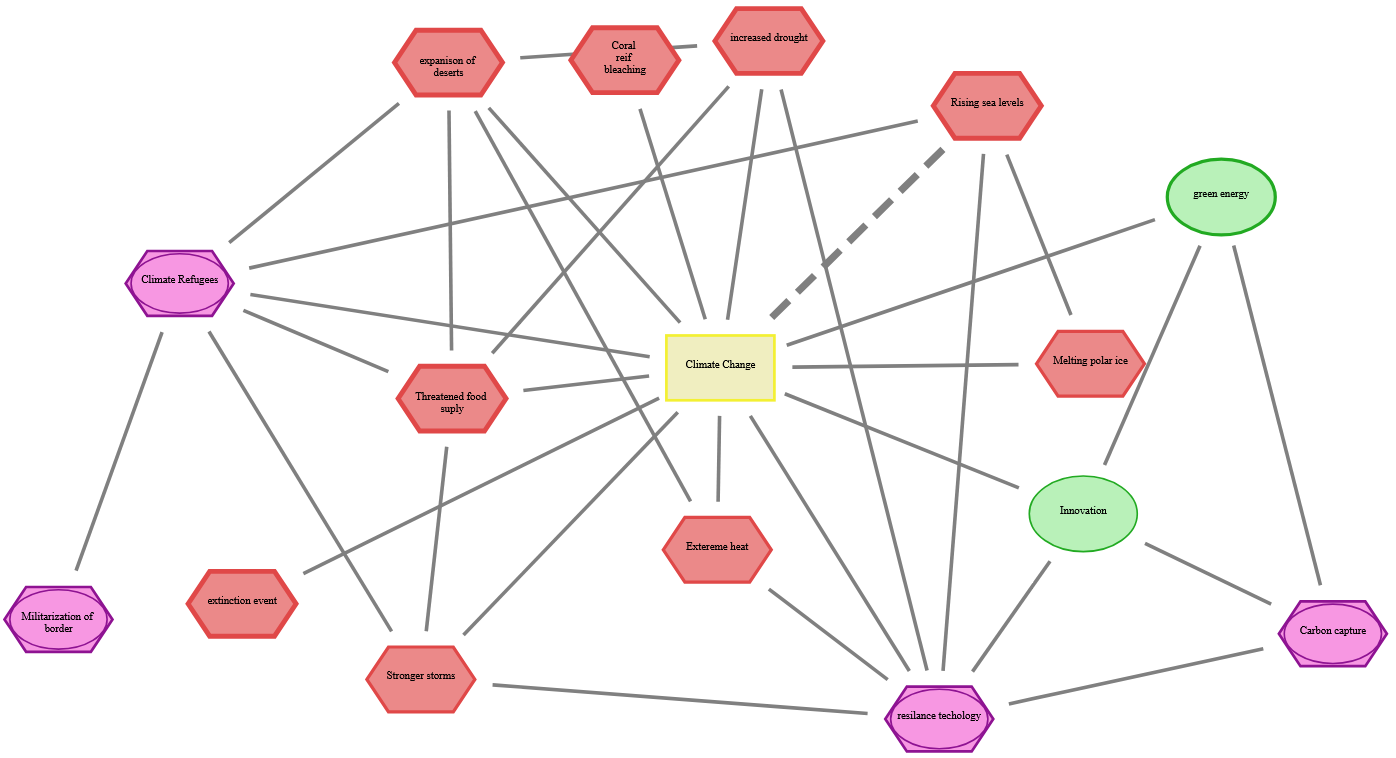 increased drought
Coral
reif
bleaching
expanison of
deserts
Rising sea levels
green energy
Climate Refugees
Climate Change
Melting polar ice
Threatened food
suply
Innovation
Extereme heat
extinction event
Militarization of
border
Carbon capture
Stronger storms
resilance techology